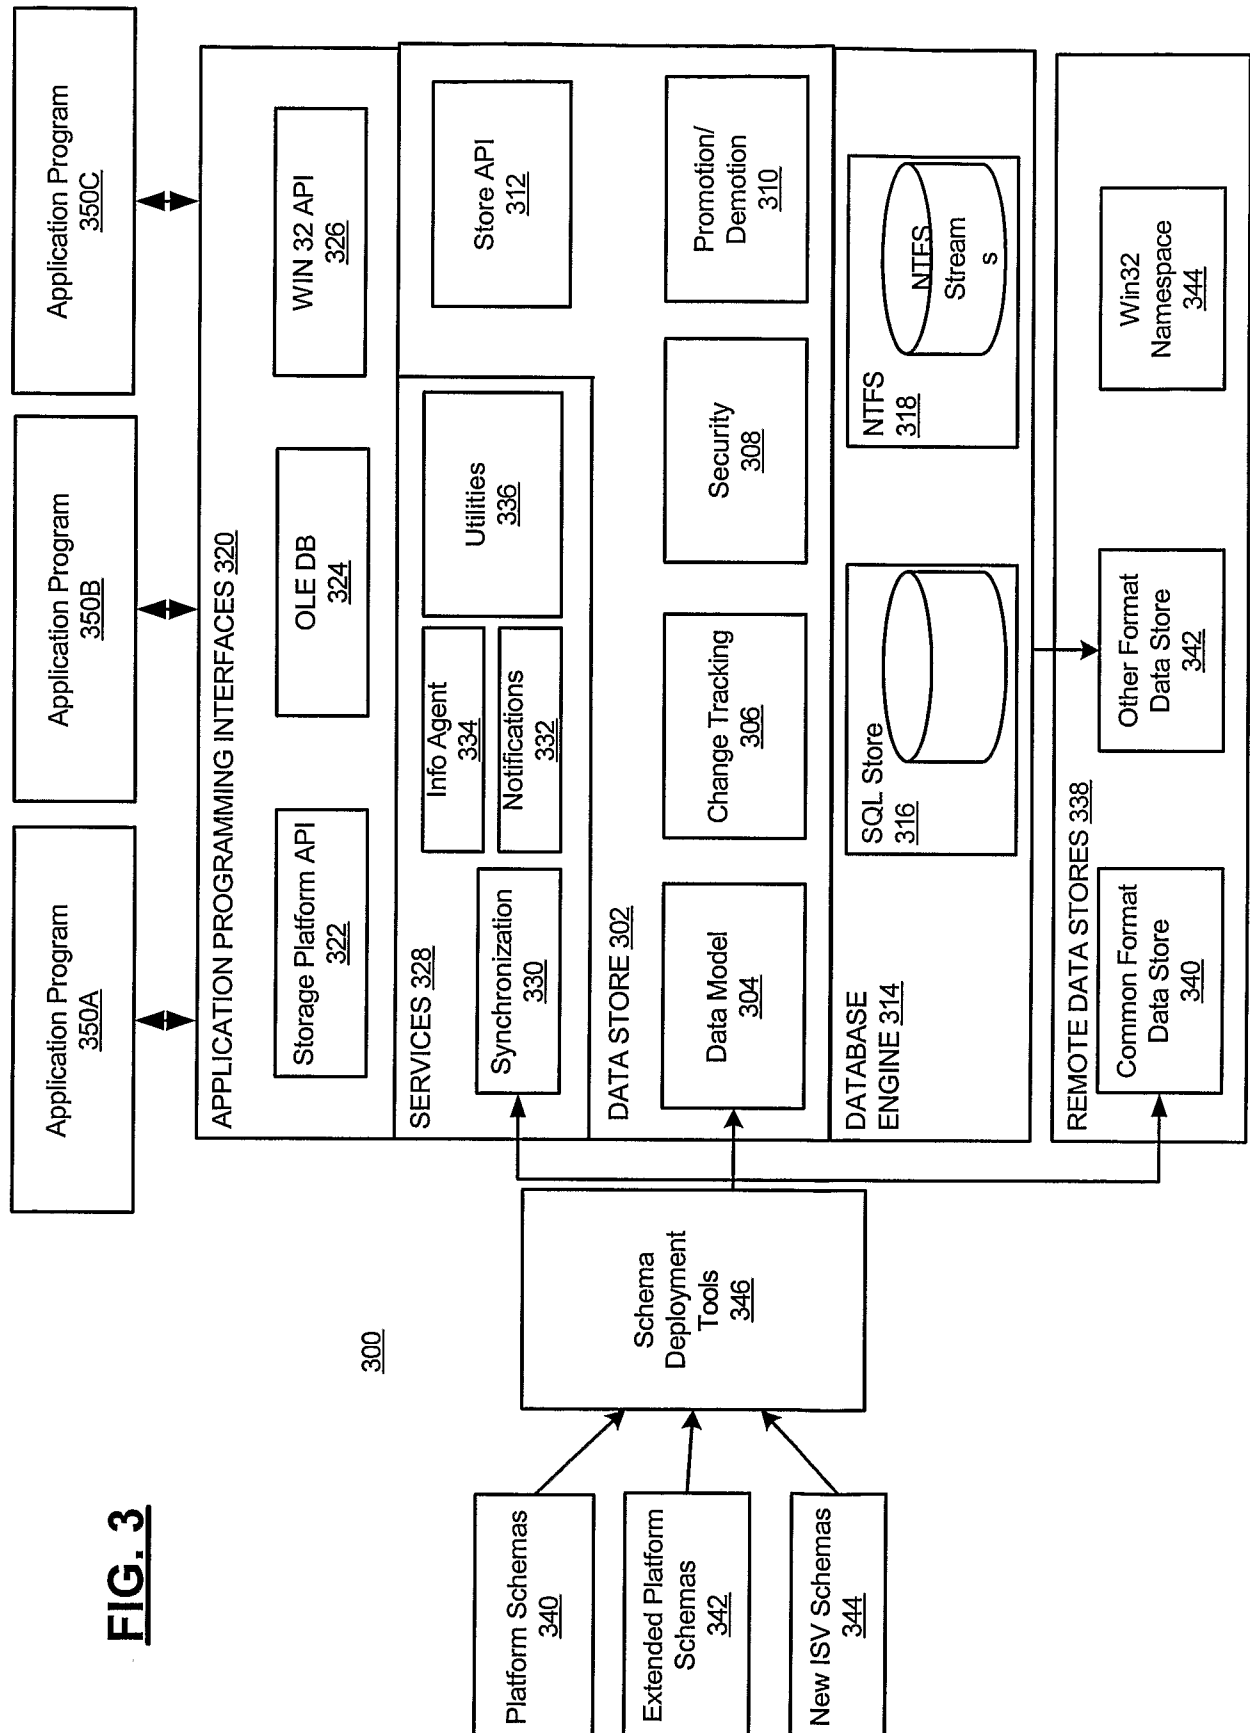 FIG. 3
300
Application Program
350A
Application Program
350B
Application Program
350C
APPLICATION PROGRAMMING INTERFACES 320
Storage Platform API
322
OLE DB
324
WIN 32 API
326
SERVICES 328
Synchronization
330
Info Agent
334
Notifications
332
Utilities
336
Store API
312
DATA STORE 302
Data Model
304
Change Tracking
306
Security
308
Promotion/
Demotion
310
DATABASE
ENGINE 314
SQL Store
316
NTFS
318
NTFS
Stream
s
REMOTE DATA STORES 338
Common Format
Data Store
340
Other Format
Data Store
342
Win32
Namespace
344
Schema
Deployment
Tools
346
Platform Schemas
340
Extended Platform
Schemas
342
New ISV Schemas
344